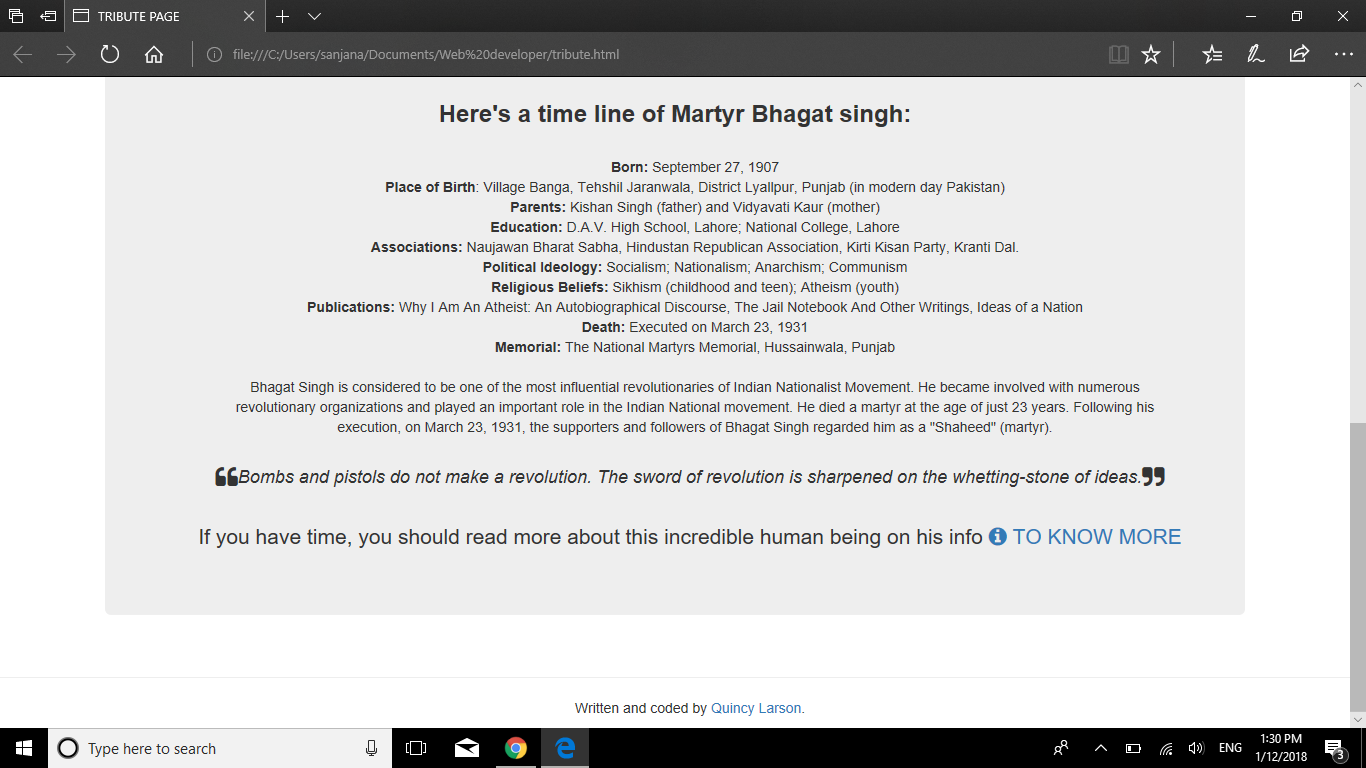 TRIBUTE PAGE
file:///C:/Users/sanjana/Documents/Web%20developer/tribute.html
Here's a time line of Martyr Bhagat singh:
Born: September 27, 1907
Place of Birth: Village Banga, Tehshil Jaranwala, District Lyallpur, Punjab (in modern day Pakistan)
Parents: Kishan Singh (father) and Vidyavati Kaur (mother)
Education: D.A.V. High School, Lahore; National College, Lahore
Associations: Naujawan Bharat Sabha, Hindustan Republican Association, Kirti Kisan Party, Kranti Dal.
Political Ideology: Socialism; Nationalism; Anarchism; Communism
Religious Beliefs: Sikhism (childhood and teen); Atheism (youth)
Publications: Why I Am An Atheist: An Autobiographical Discourse, The Jail Notebook And Other Writings, Ideas of a Nation
Death: Executed on March 23, 1931
Memorial: The National Martyrs Memorial, Hussainwala, Punjab
Bhagat Singh is considered to be one of the most influential revolutionaries of Indian Nationalist Movement. He became involved with numerous
revolutionary organizations and played an important role in the Indian National movement. He died a martyr at the age of just 23 years. Following his
execution, on March 23, 1931, the supporters and followers of Bhagat Singh regarded him as a "Shaheed" (martyr).
❝Bombs and pistols do not make a revolution. The sword of revolution is sharpened on the whetting-stone of ideas.❞
If you have time, you should read more about this incredible human being on his info TO KNOW MORE
Written and coded by Quincy Larson.
Type here to search
ENG
1:30 PM
1/12/2018
3